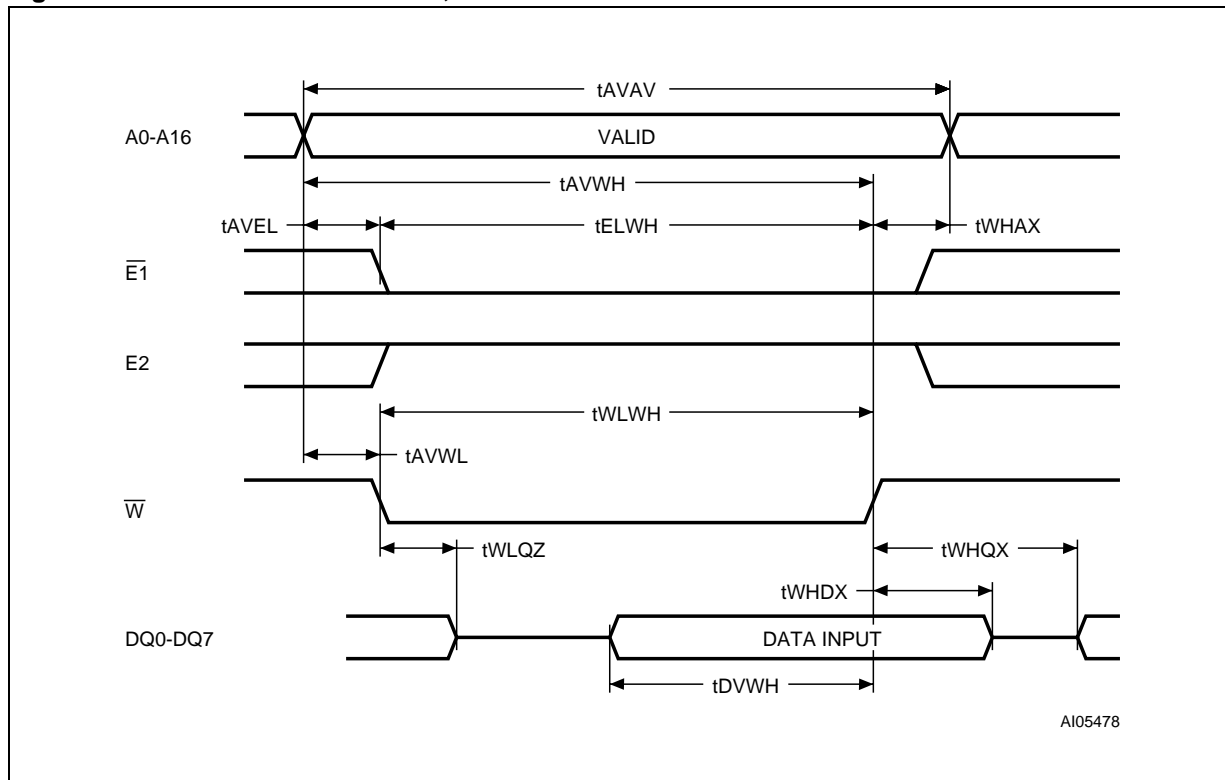 tAVAV
A0-A16
VALID
tAVWH
tAVEL
tELWH
tWHAX
E1
E2
tWLWH
tAVWL
W
tWLQZ
tWHQX
tWHDX
DQ0-DQ7
DATA INPUT
tDVWH
AI05478